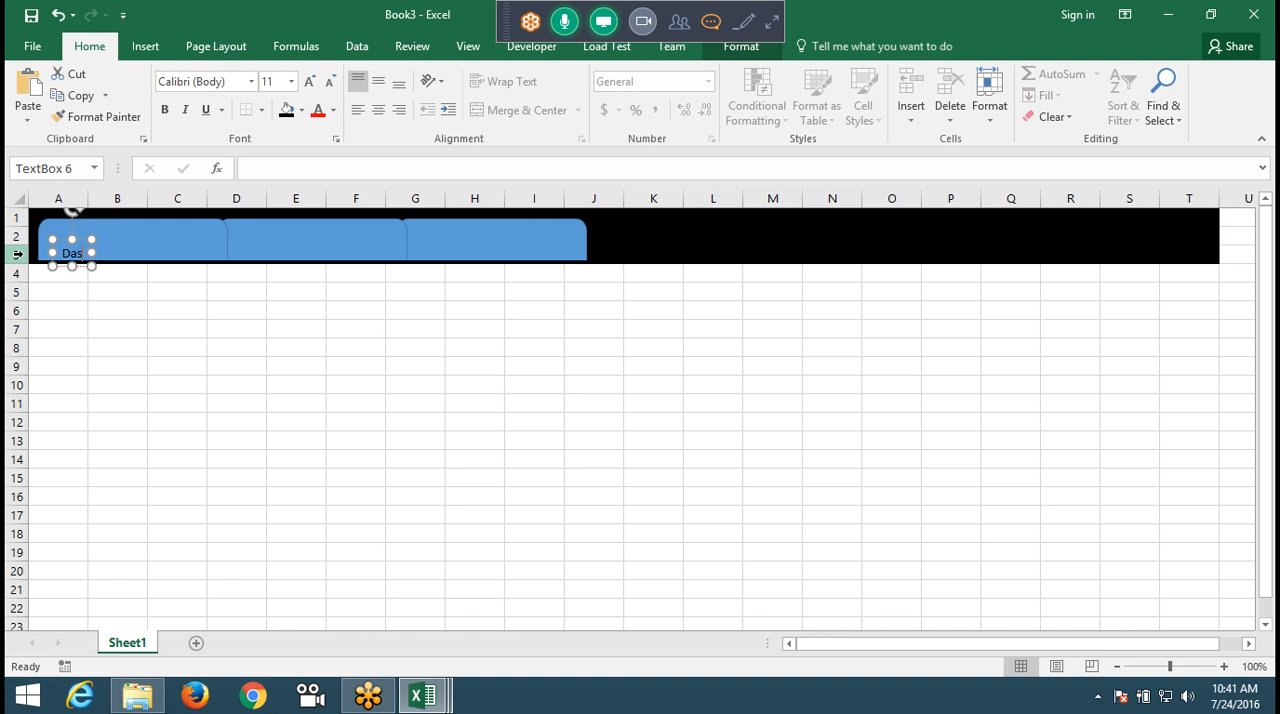 Book3 - Excel
Sign in
File Home Insert Page Layout Formulas Data Review View Developer Load Test Team Format Tell me what you want to do Share
Paste
Cut
Copy
Format Painter
Clipboard
Calibri (Body) 11
B I U
Font
Wrap Text
Merge & Center
Alignment
General
$ % ,
Number
Conditional Formatting
Format as Table
Cell Styles
Styles
Insert Delete Format
Cells
AutoSum
Fill
Clear
Sort & Filter
Find & Select
Editing
TextBox 6 fx
A B C D E F G H I J K L M N O P Q R S T U
1
2
Das
4
5
6
7
8
9
10
11
12
13
14
15
16
17
18
19
20
21
22
23
Sheet1
Ready 100%
10:41 AM
7/24/2016